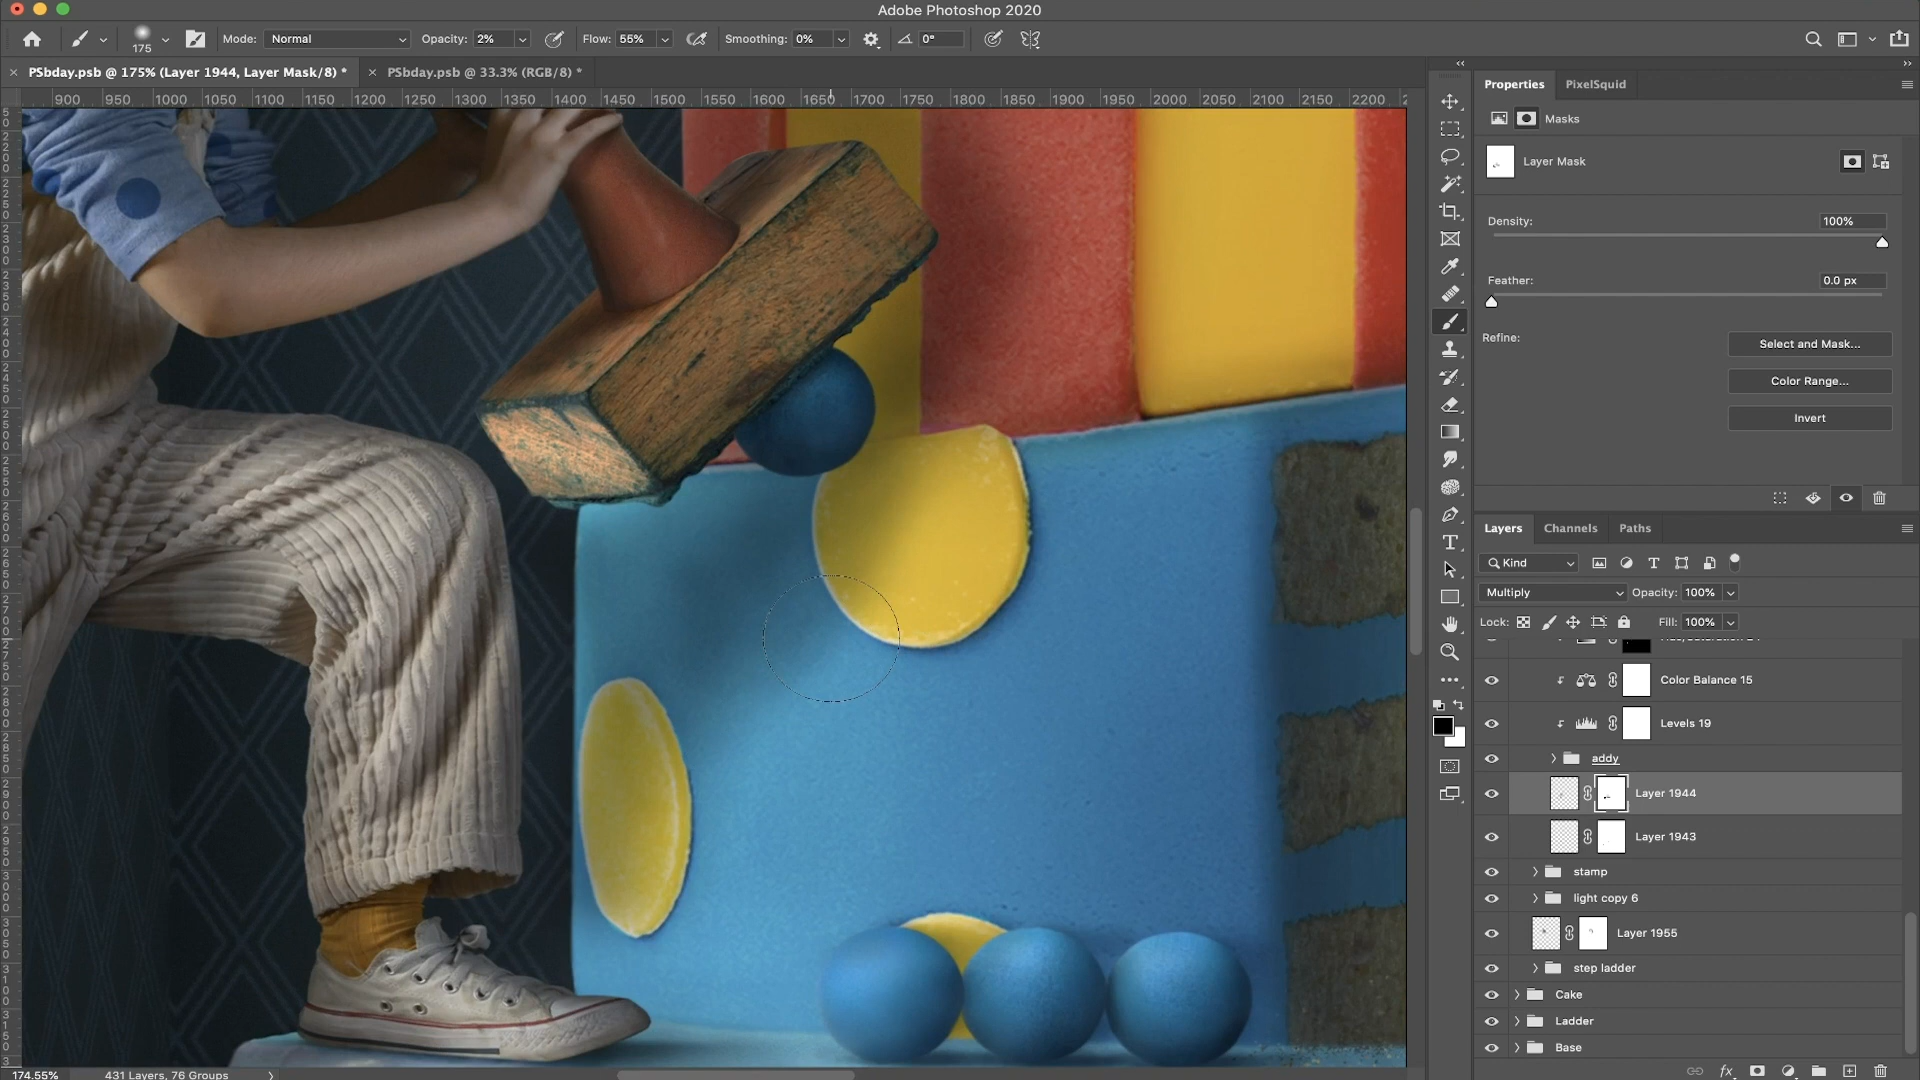 Adobe Photoshop 2020
175 Mode: Normal Opacity: 2% Flow: 55% Smoothing: 0% 0°
PSbday.psb @ 175% (Layer 1944, Layer Mask/8) * PSbday.psb @ 33.3% (RGB/8) *
900 950 1000 1050 1100 1150 1200 1250 1300 1350 1400 1450 1500 1550 1600 1650 1700 1750 1800 1850 1900 1950 2000 2050 2100 2150 2200
Properties PixelSquid
Masks
Layer Mask
Density: 100%
Feather: 0.0 px
Refine: Select and Mask...
Color Range...
Invert
Layers Channels Paths
Kind
Multiply Opacity: 100%
Lock: Fill: 100%
Color Balance 15
Levels 19
addy
Layer 1944
Layer 1943
stamp
light copy 6
Layer 1955
step ladder
Cake
Ladder
Base
174.55% 431 Layers, 76 Groups